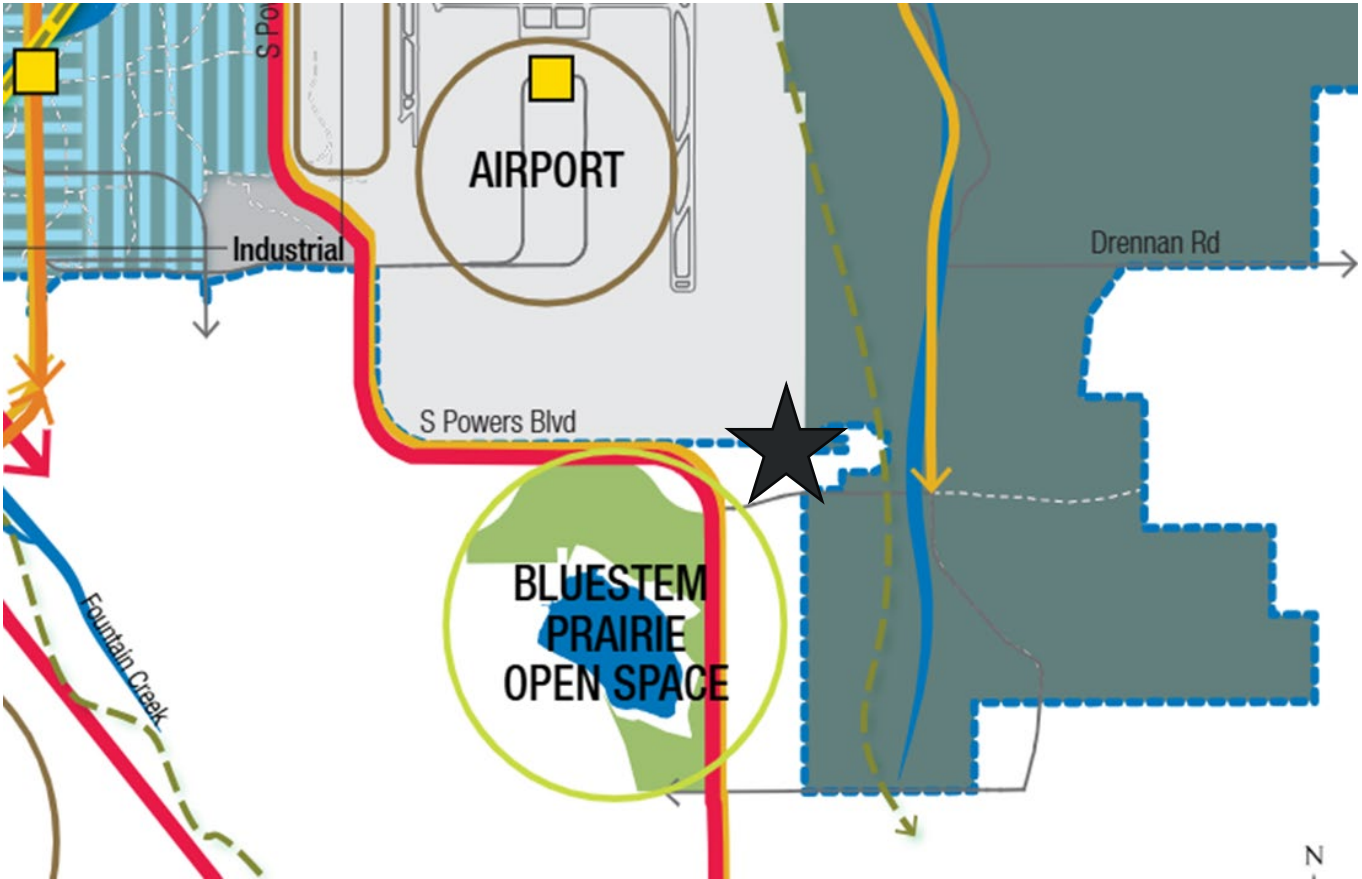 S Po
AIRPORT
Industrial
Drennan Rd
S Powers Blvd
BLUESTEM
PRAIRIE
OPEN SPACE
Fountain Creek
N